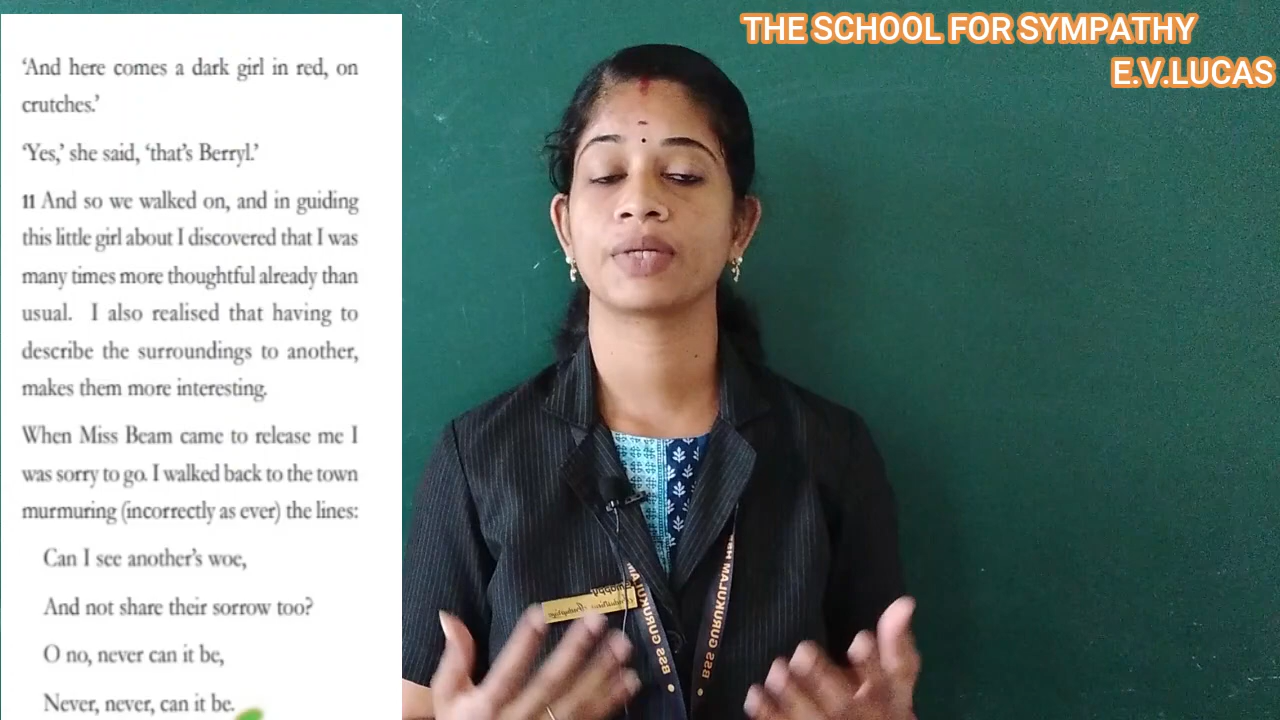 THE SCHOOL FOR SYMPATHY
E.V.LUCAS
‘And here comes a dark girl in red, on
crutches.’
‘Yes,’ she said, ‘that’s Berryl.’
11 And so we walked on, and in guiding
this little girl about I discovered that I was
many times more thoughtful already than
usual. I also realised that having to
describe the surroundings to another,
makes them more interesting.
When Miss Beam came to release me I
was sorry to go. I walked back to the town
murmuring (incorrectly as ever) the lines:
Can I see another’s woe,
And not share their sorrow too?
O no, never can it be,
Never, never, can it be.
BSS GURUKULAM
BSS GURUKULAM